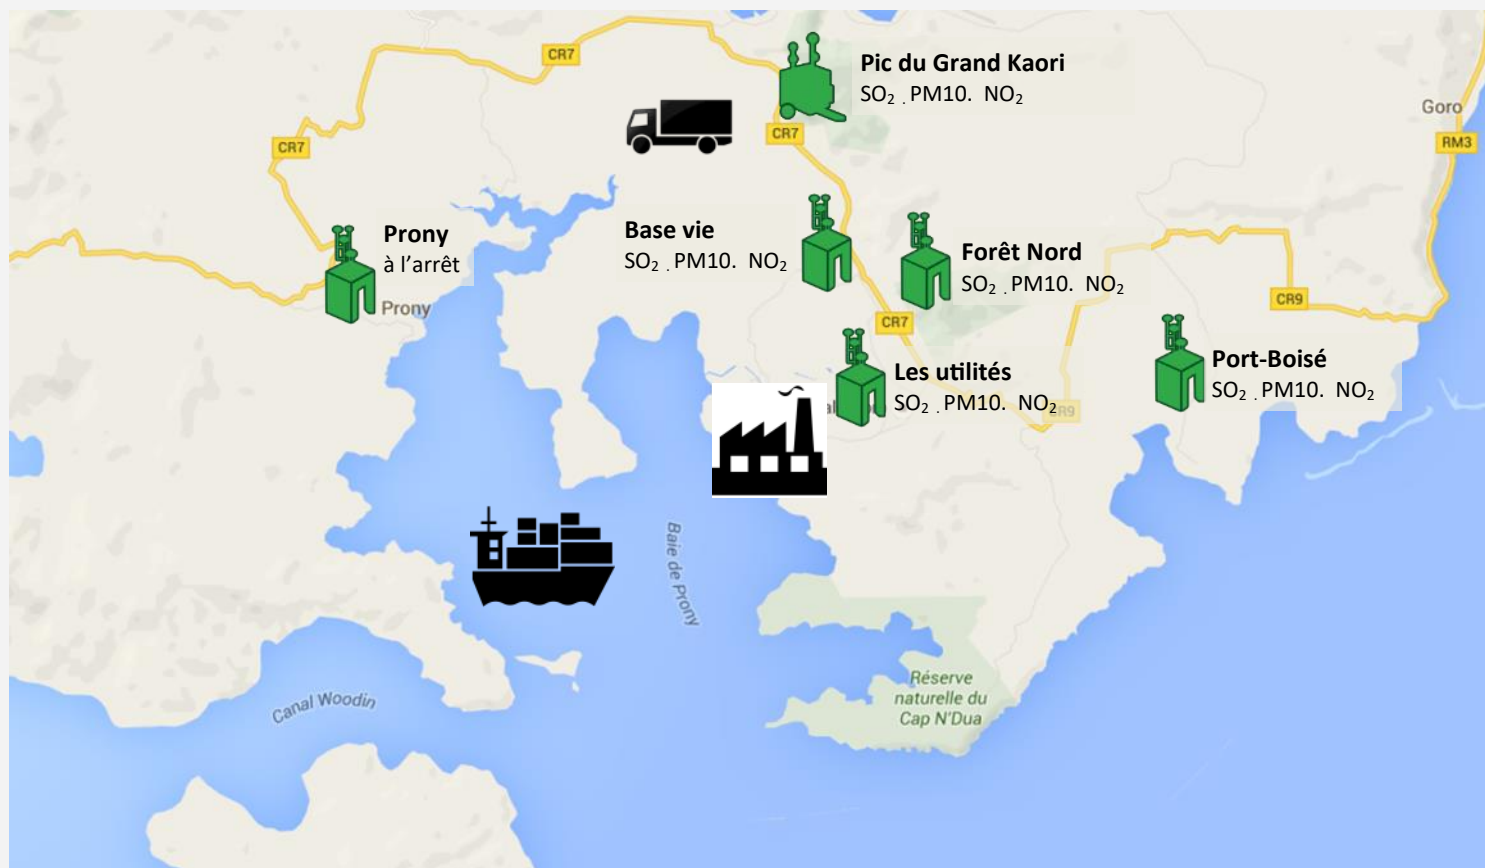 CR7
Pic du Grand Kaori
SO₂ . PM10. NO₂
Goro
CR7
RM3
CR7
Prony
à l’arrêt
Base vie
SO₂ . PM10. NO₂
Forêt Nord
SO₂ . PM10. NO₂
Prony
CR9
CR7
Les utilités
SO₂ . PM10. NO₂
Port-Boisé
SO₂ . PM10. NO₂
CR9
Baie de Prony
Réserve
naturelle du
Cap N'Dua
Canal Woodin